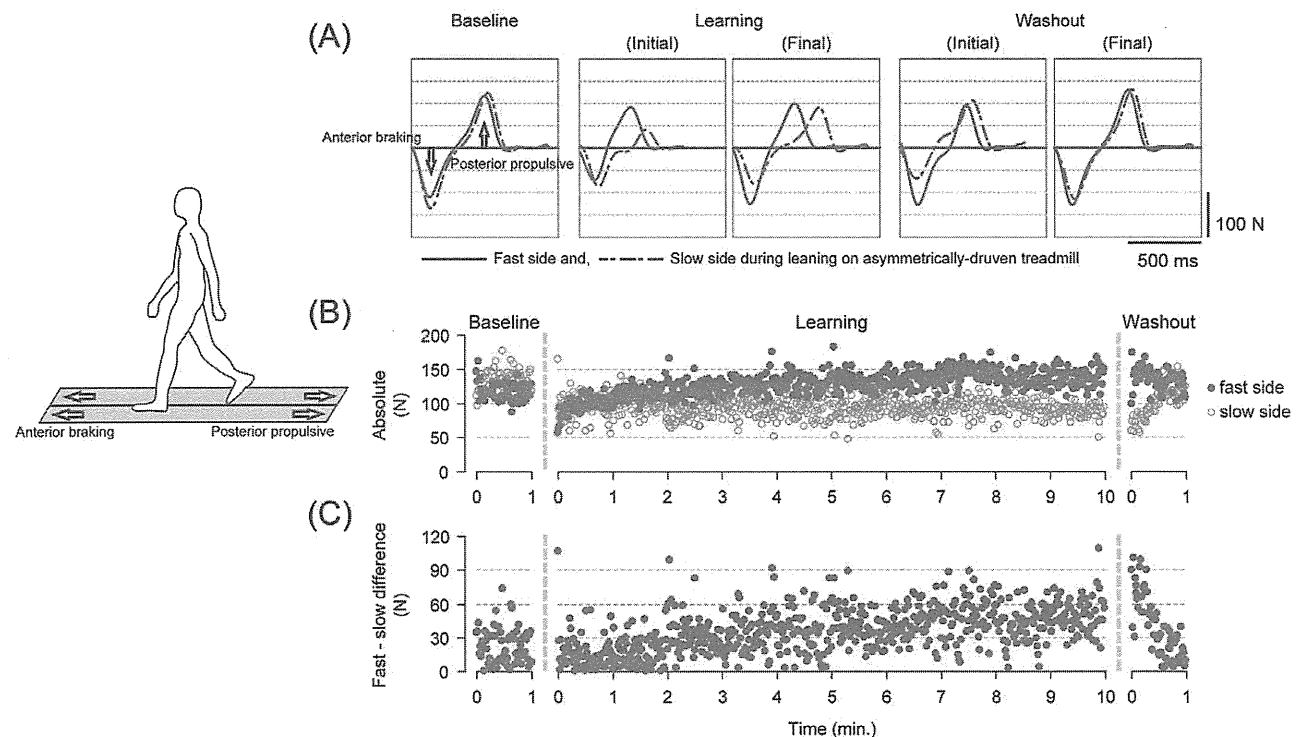 (A)
Baseline
Learning
Washout
(Initial)
(Final)
(Initial)
(Final)
Anterior braking
Posterior propulsive
100 N
500 ms
Fast side and, Slow side during leaning on asymmetrically-druven treadmill
Anterior braking
Posterior propulsive
(B)
Baseline
Learning
Washout
Absolute
(N)
200
150
100
50
0
fast side
slow side
0 1
0 1 2 3 4 5 6 7 8 9 10
0 1
(C)
Fast - slow difference
(N)
120
90
60
30
0
0 1
0 1 2 3 4 5 6 7 8 9 10
0 1
Time (min.)